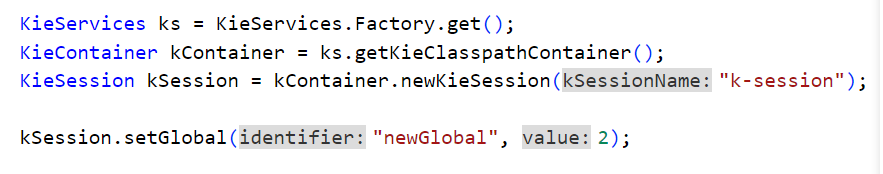 KieServices ks = KieServices.Factory.get();
KieContainer kContainer = ks.getKieClasspathContainer();
KieSession kSession = kContainer.newKieSession(kSessionName: "k-session");
kSession.setGlobal(identifier: "newGlobal", value: 2);